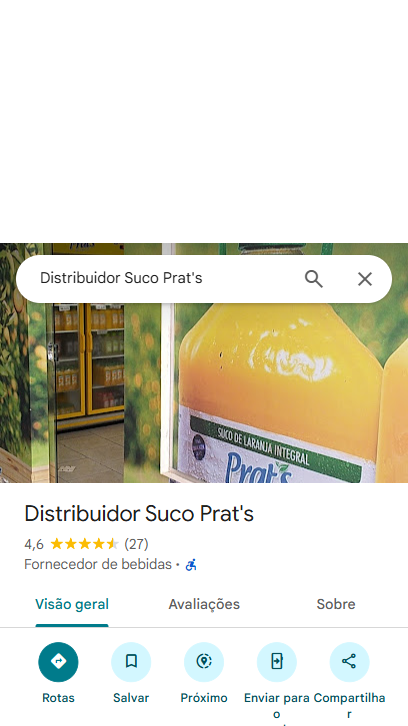 Distribuidor Suco Prat's
SUCO DE LARANJA INTEGRAL
Prat's
Distribuidor Suco Prat's
4,6 (27)
Fornecedor de bebidas ·
Visão geral
Avaliações
Sobre
Rotas
Salvar
Próximo
Enviar para
o
Compartilha
r